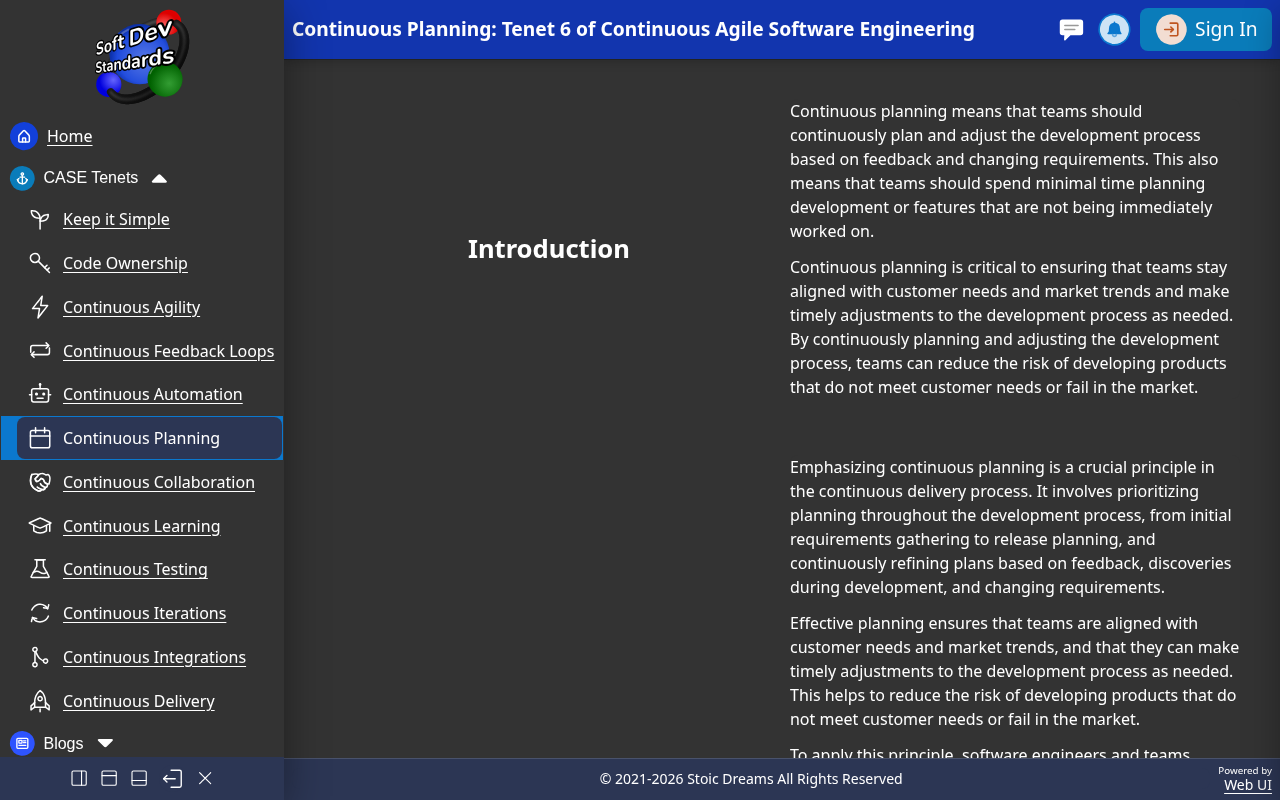 Soft Dev
Standards
Home
CASE Tenets
Keep it Simple
Code Ownership
Continuous Agility
Continuous Feedback Loops
Continuous Automation
Continuous Planning
Continuous Collaboration
Continuous Learning
Continuous Testing
Continuous Iterations
Continuous Integrations
Continuous Delivery
Blogs
Continuous Planning: Tenet 6 of Continuous Agile Software Engineering
Sign In
Introduction
Continuous planning means that teams should
continuously plan and adjust the development process
based on feedback and changing requirements. This also
means that teams should spend minimal time planning
development or features that are not being immediately
worked on.
Continuous planning is critical to ensuring that teams stay
aligned with customer needs and market trends and make
timely adjustments to the development process as needed.
By continuously planning and adjusting the development
process, teams can reduce the risk of developing products
that do not meet customer needs or fail in the market.
Emphasizing continuous planning is a crucial principle in
the continuous delivery process. It involves prioritizing
planning throughout the development process, from initial
requirements gathering to release planning, and
continuously refining plans based on feedback, discoveries
during development, and changing requirements.
Effective planning ensures that teams are aligned with
customer needs and market trends, and that they can make
timely adjustments to the development process as needed.
This helps to reduce the risk of developing products that do
not meet customer needs or fail in the market.
To apply this principle, software engineers and teams
© 2021-2026 Stoic Dreams All Rights Reserved
Powered by
Web UI